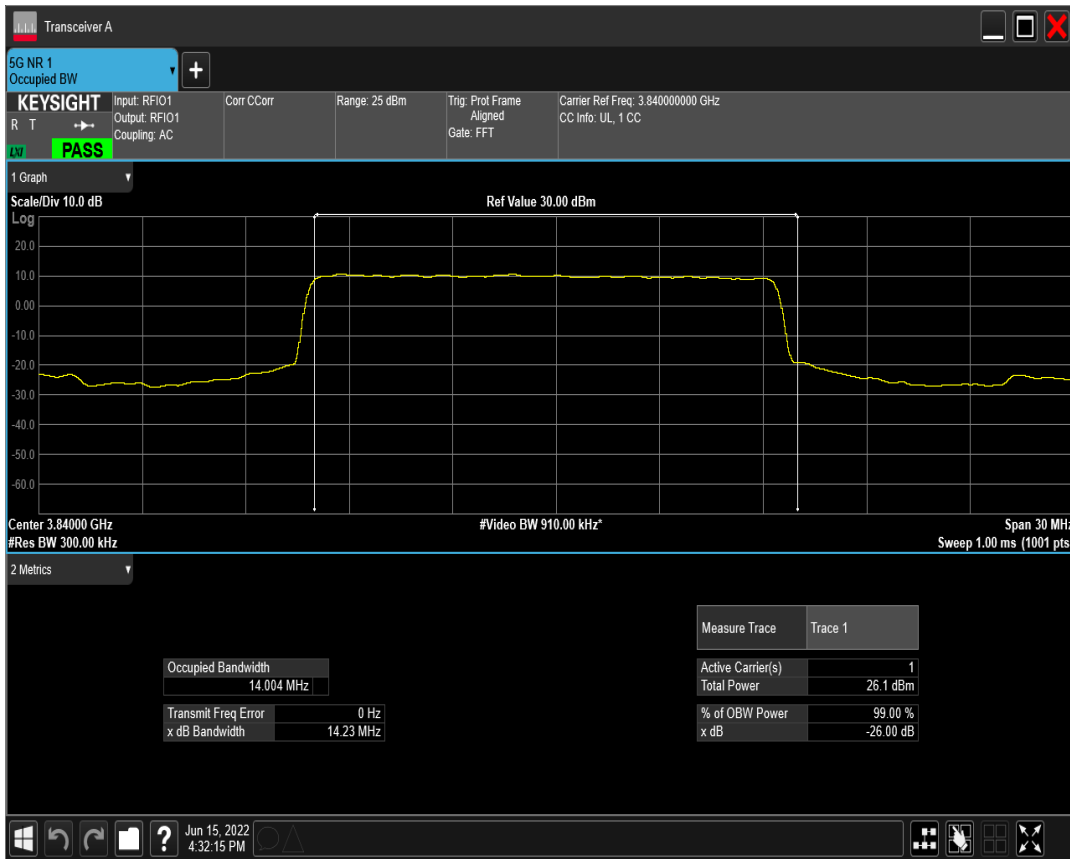 Transceiver A
5G NR 1
Occupied BW
+
KEYSIGHT
R T
LXI
PASS
Input: RFIO1
Output: RFIO1
Coupling: AC
Corr CCorr
Range: 25 dBm
Trig: Prot Frame
Aligned
Gate: FFT
Carrier Ref Freq: 3.840000000 GHz
CC Info: UL, 1 CC
1 Graph
Scale/Div 10.0 dB
Ref Value 30.00 dBm
Log
20.0
10.0
0.00
-10.0
-20.0
-30.0
-40.0
-50.0
-60.0
Center 3.84000 GHz
#Video BW 910.00 kHz*
Span 30 MHz
#Res BW 300.00 kHz
Sweep 1.00 ms (1001 pts
2 Metrics
Measure Trace Trace 1
Occupied Bandwidth
14.004 MHz
Active Carrier(s) 1
Total Power 26.1 dBm
Transmit Freq Error 0 Hz
x dB Bandwidth 14.23 MHz
% of OBW Power 99.00 %
x dB -26.00 dB
?
Jun 15, 2022
4:32:15 PM